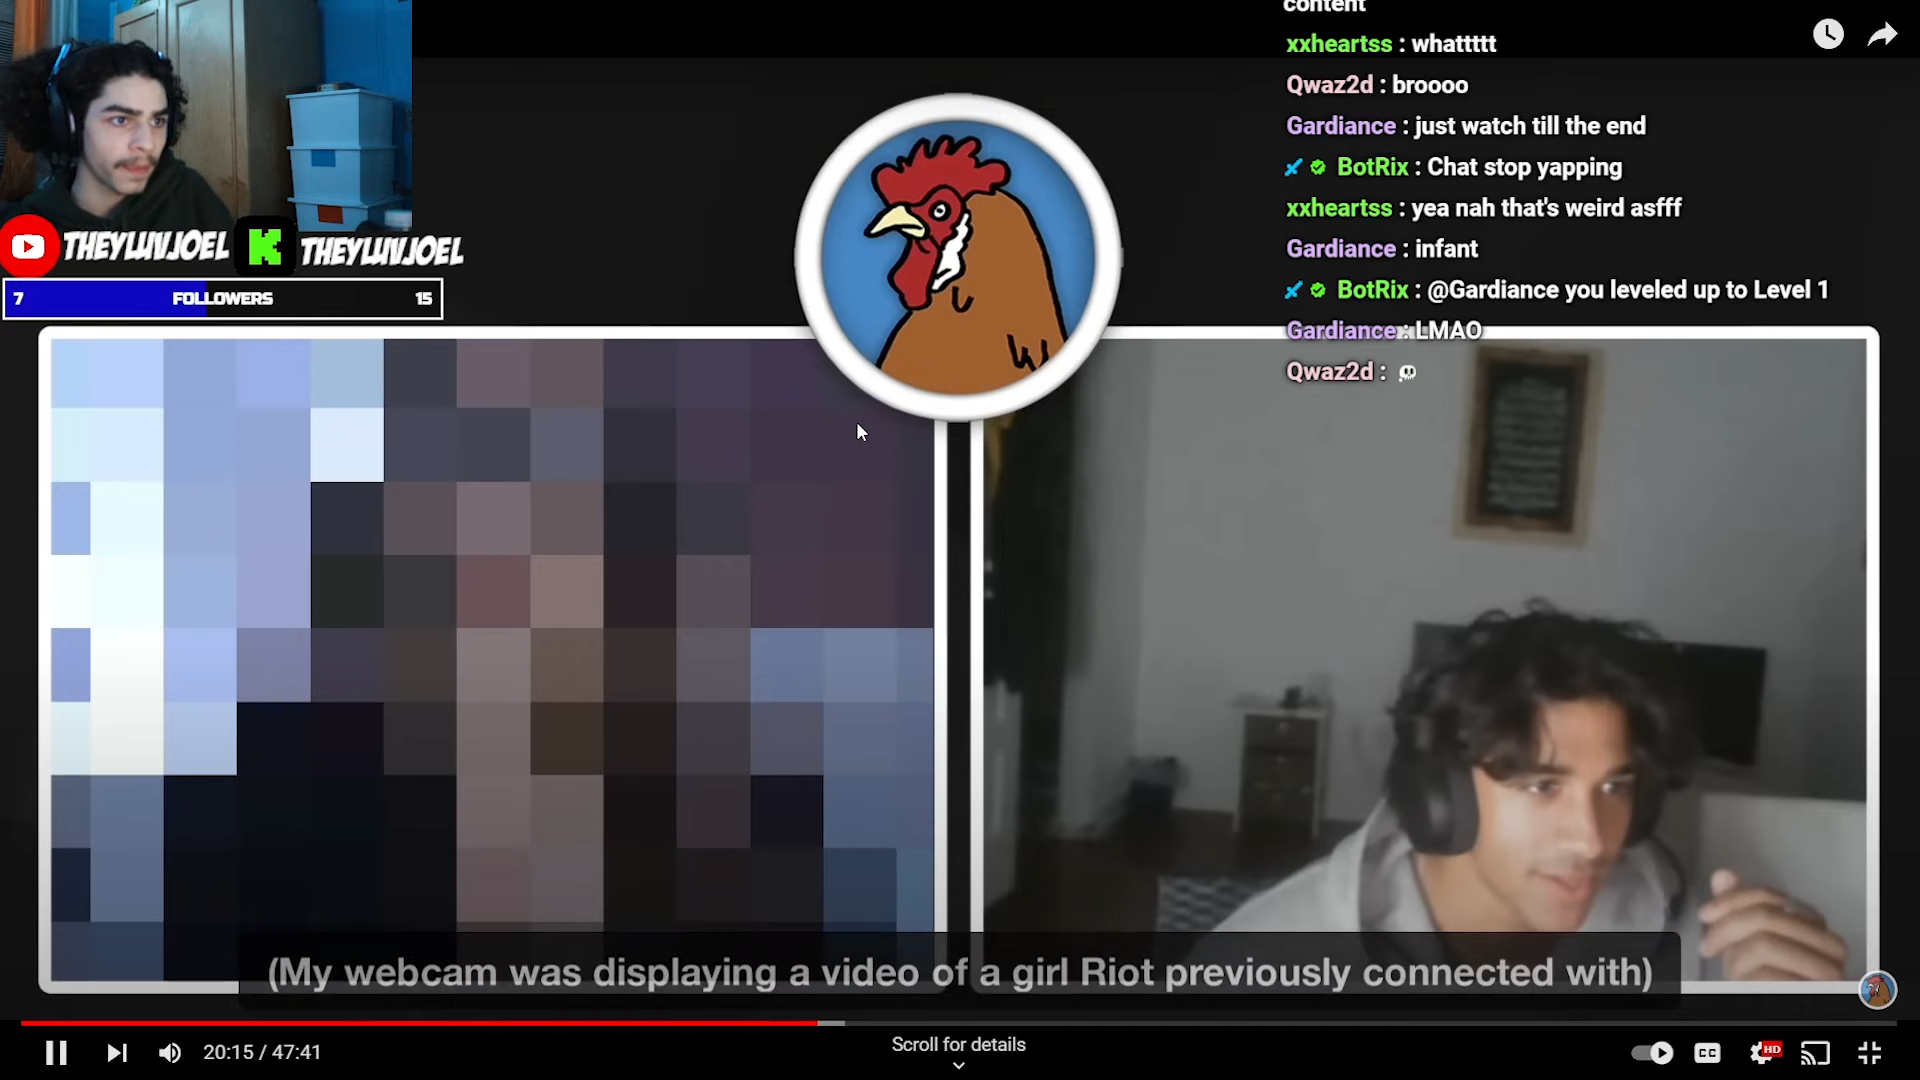 content
xxheartss : whattttt
Qwaz2d : broooo
Gardiance : just watch till the end
BotRix : Chat stop yapping
xxheartss : yea nah that's weird asfff
Gardiance : infant
BotRix : @Gardiance you leveled up to Level 1
Gardiance : LMAO
Qwaz2d :
THEYLUVJOEL K THEYLUVJOEL
7 FOLLOWERS 15
(My webcam was displaying a video of a girl Riot previously connected with)
20:15 / 47:41
Scroll for details
CC HD